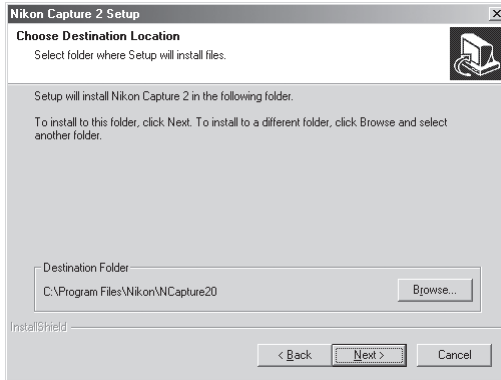 Nikon Capture 2 Setup
Choose Destination Location
Select folder where Setup will install files.
Setup will install Nikon Capture 2 in the following folder.
To install to this folder, click Next. To install to a different folder, click Browse and select
another folder.
Destination Folder
C:\Program Files\Nikon\NCapture20
Browse...
InstallShield
< Back
Next >
Cancel